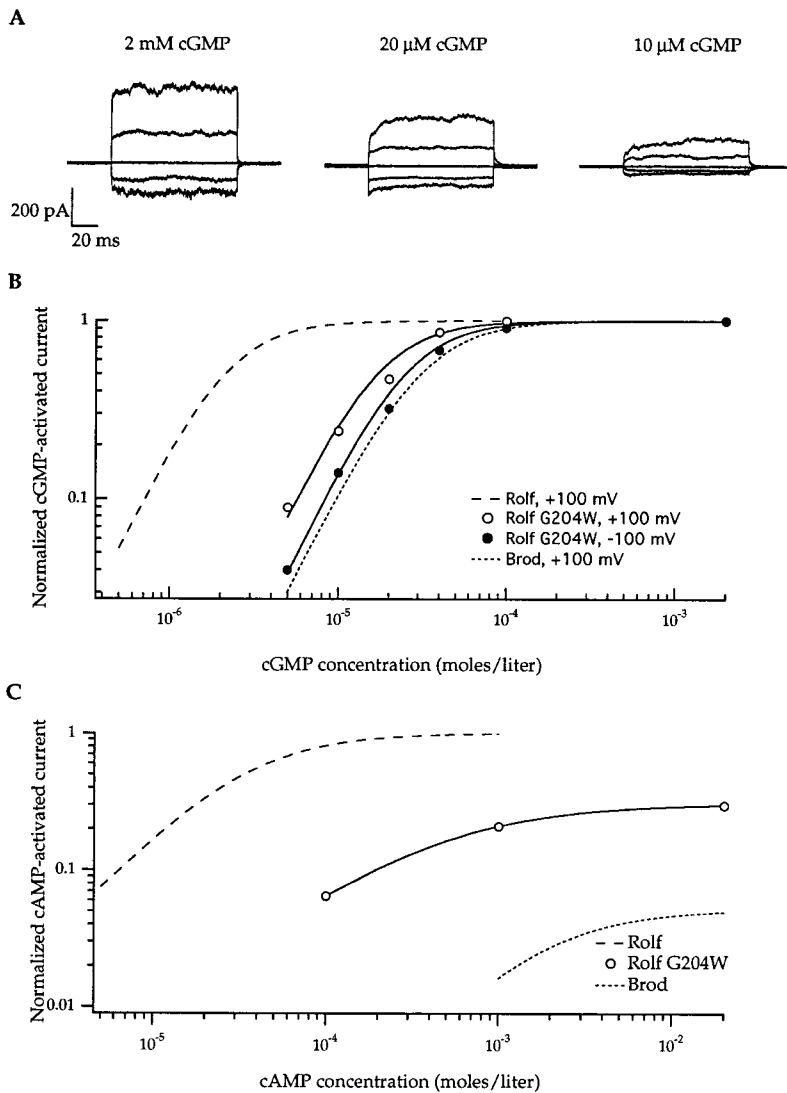 A
2 mM cGMP
20 μM cGMP
10 μM cGMP
200 pA
20 ms
B
Normalized cGMP-activated current
1
0.1
Rolf, +100 mV
Rolf G204W, +100 mV
Rolf G204W, -100 mV
Brod, +100 mV
10-6
10-5
10-4
10-3
cGMP concentration (moles/liter)
C
Normalized cAMP-activated current
1
0.1
0.01
Rolf
Rolf G204W
Brod
10-5
10-4
10-3
10-2
cAMP concentration (moles/liter)